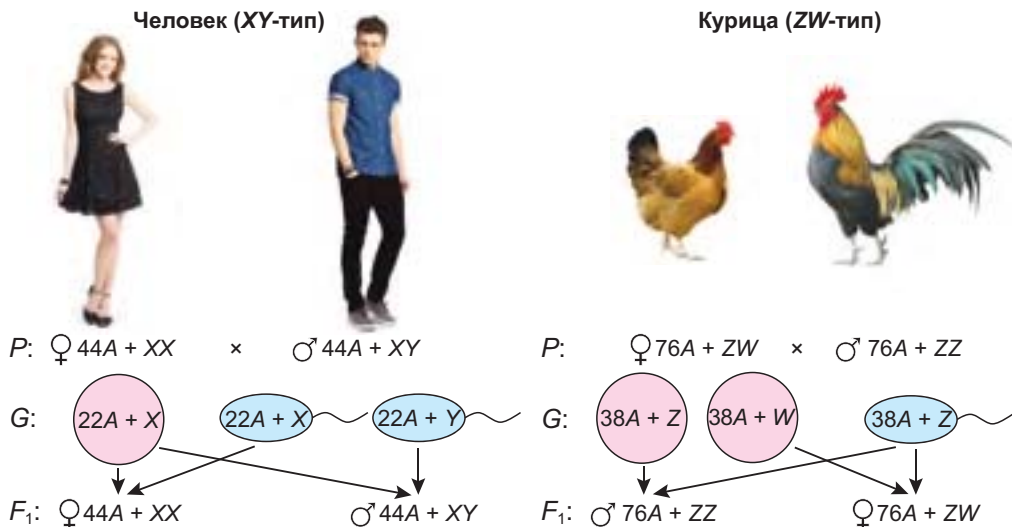 Человек (XY-тип)
Курица (ZW-тип)
P: ♀ 44A + XX × ♂ 44A + XY
P: ♀ 76A + ZW × ♂ 76A + ZZ
G: 22A + X 22A + X 22A + Y
G: 38A + Z 38A + W 38A + Z
F₁: ♀ 44A + XX ♂ 44A + XY
F₁: ♂ 76A + ZZ ♀ 76A + ZW